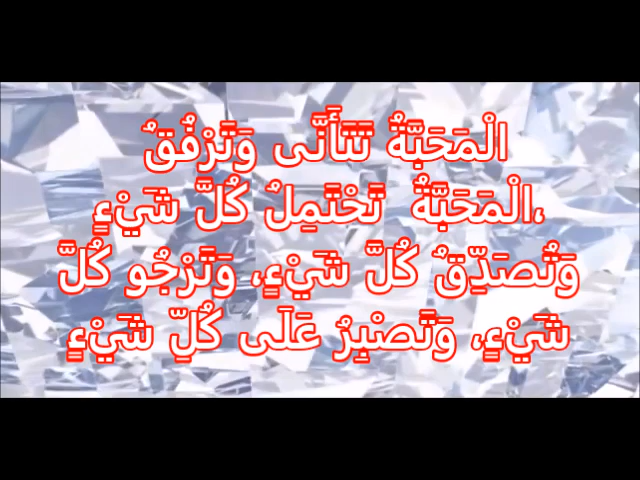 الْمَحَبَّةُ تَتَأَنَّى وَتَرْفُقُ
،الْمَحَبَّةُ تَحْتَمِلُ كُلَّ شَيْءٍ
وَتُصَدِّقُ كُلَّ شَيْءٍ، وَتَرْجُو كُلَّ
شَيْءٍ، وَتَصْبِرُ عَلَى كُلِّ شَيْءٍ